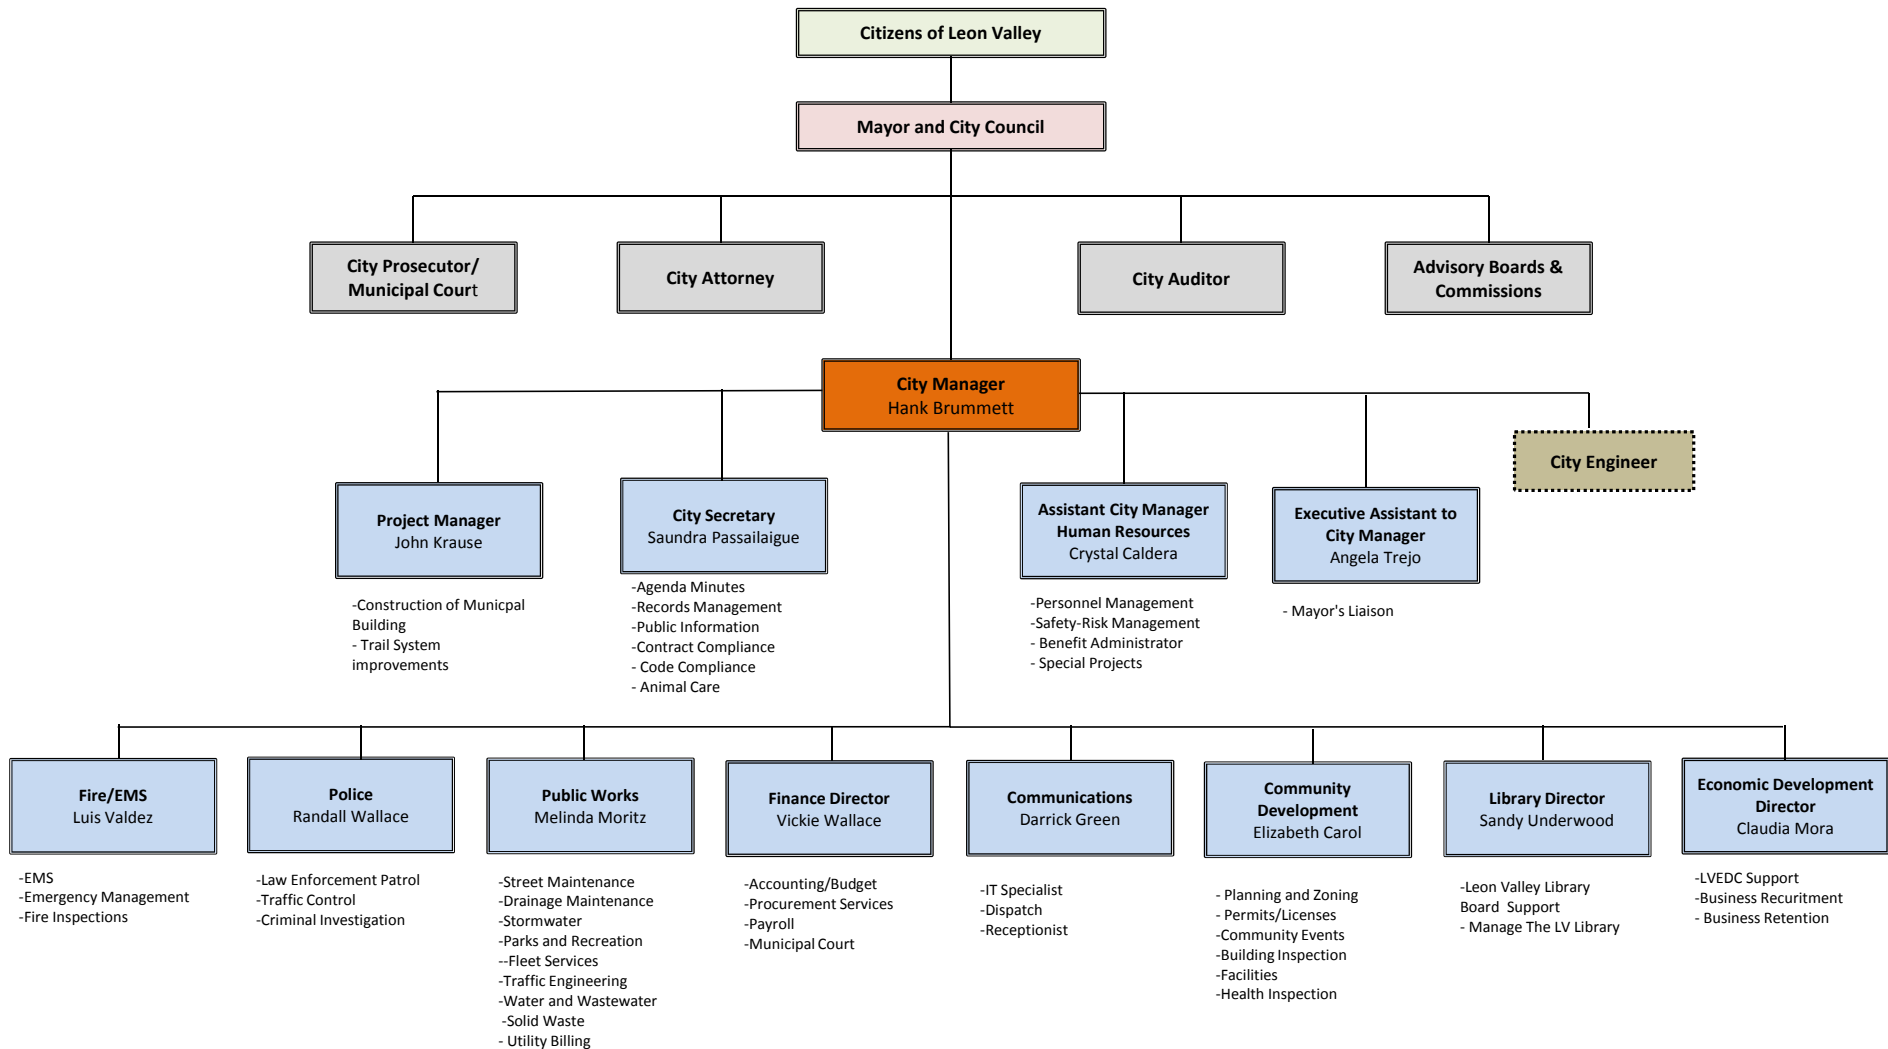 Citizens of Leon Valley
Mayor and City Council
City Prosecutor/
Municipal Court
City Attorney
City Auditor
Advisory Boards &
Commissions
City Manager
Hank Brummett
City Engineer
Project Manager
John Krause
-Construction of Municpal
Building
- Trail System
improvements
City Secretary
Saundra Passailaigue
-Agenda Minutes
-Records Management
-Public Information
-Contract Compliance
- Code Compliance
- Animal Care
Assistant City Manager
Human Resources
Crystal Caldera
-Personnel Management
-Safety-Risk Management
- Benefit Administrator
- Special Projects
Executive Assistant to
City Manager
Angela Trejo
- Mayor's Liaison
Fire/EMS
Luis Valdez
-EMS
-Emergency Management
-Fire Inspections
Police
Randall Wallace
-Law Enforcement Patrol
-Traffic Control
-Criminal Investigation
Public Works
Melinda Moritz
-Street Maintenance
-Drainage Maintenance
-Stormwater
-Parks and Recreation
--Fleet Services
-Traffic Engineering
-Water and Wastewater
-Solid Waste
- Utility Billing
Finance Director
Vickie Wallace
-Accounting/Budget
-Procurement Services
-Payroll
-Municipal Court
Communications
Darrick Green
-IT Specialist
-Dispatch
-Receptionist
Community
Development
Elizabeth Carol
- Planning and Zoning
- Permits/Licenses
-Community Events
-Building Inspection
-Facilities
-Health Inspection
Library Director
Sandy Underwood
-Leon Valley Library
Board Support
- Manage The LV Library
Economic Development
Director
Claudia Mora
-LVEDC Support
-Business Recuritment
- Business Retention